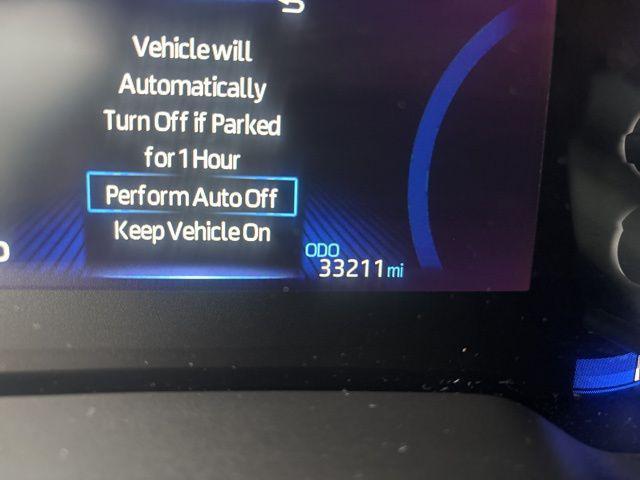 Vehicle will
Automatically
Turn Off if Parked
for 1 Hour
Perform Auto Off
Keep Vehicle On
ODO
33211 mi